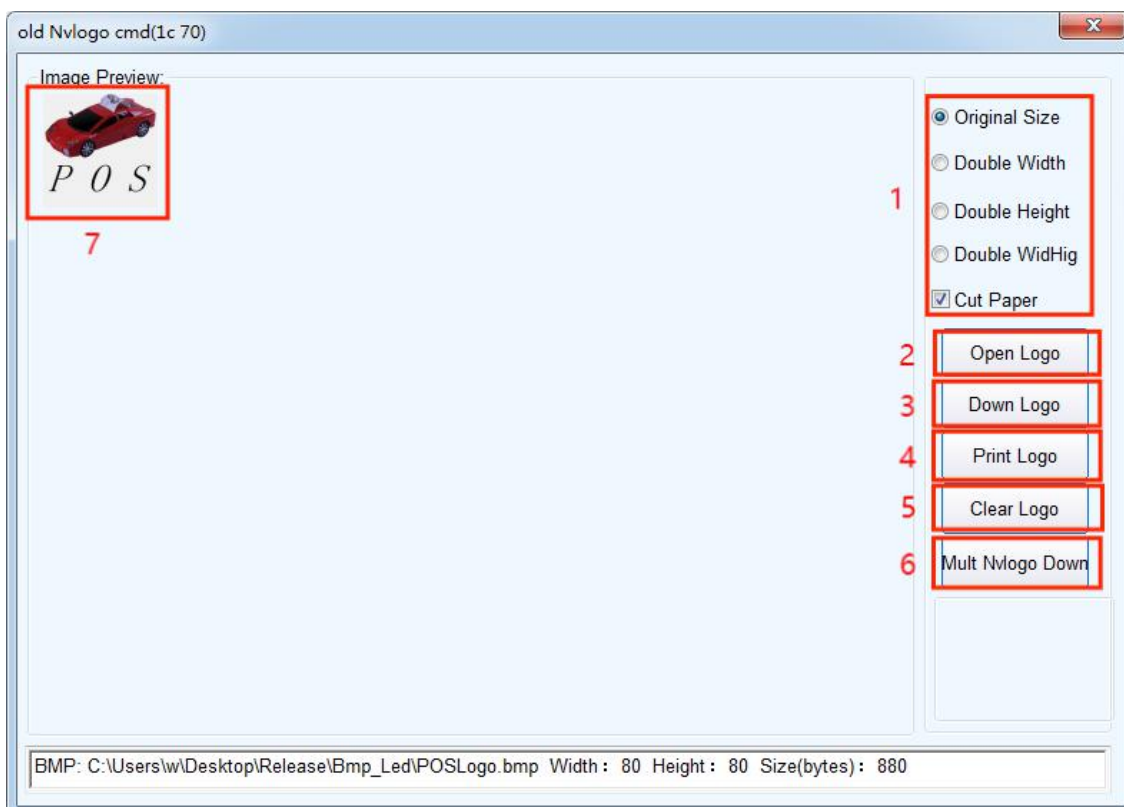 old Nvlogo cmd(1c 70)
Image Preview:
P O S
7
1
Original Size
Double Width
Double Height
Double WidHig
Cut Paper
2
Open Logo
3
Down Logo
4
Print Logo
5
Clear Logo
6
Mult Nvlogo Down
BMP: C:\Users\w\Desktop\Release\Bmp_Led\POSLogo.bmp Width： 80 Height： 80 Size(bytes)： 880